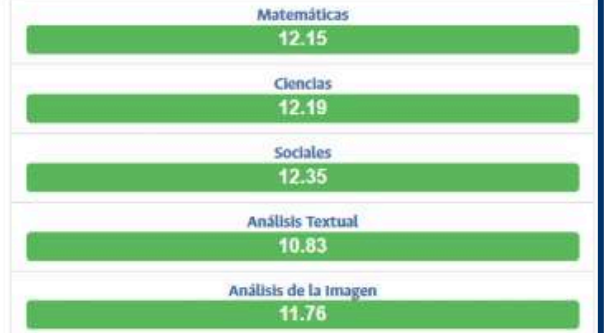 Matemáticas
12.15
Ciencias
12.19
Sociales
12.35
Análisis Textual
10.83
Análisis de la Imagen
11.76